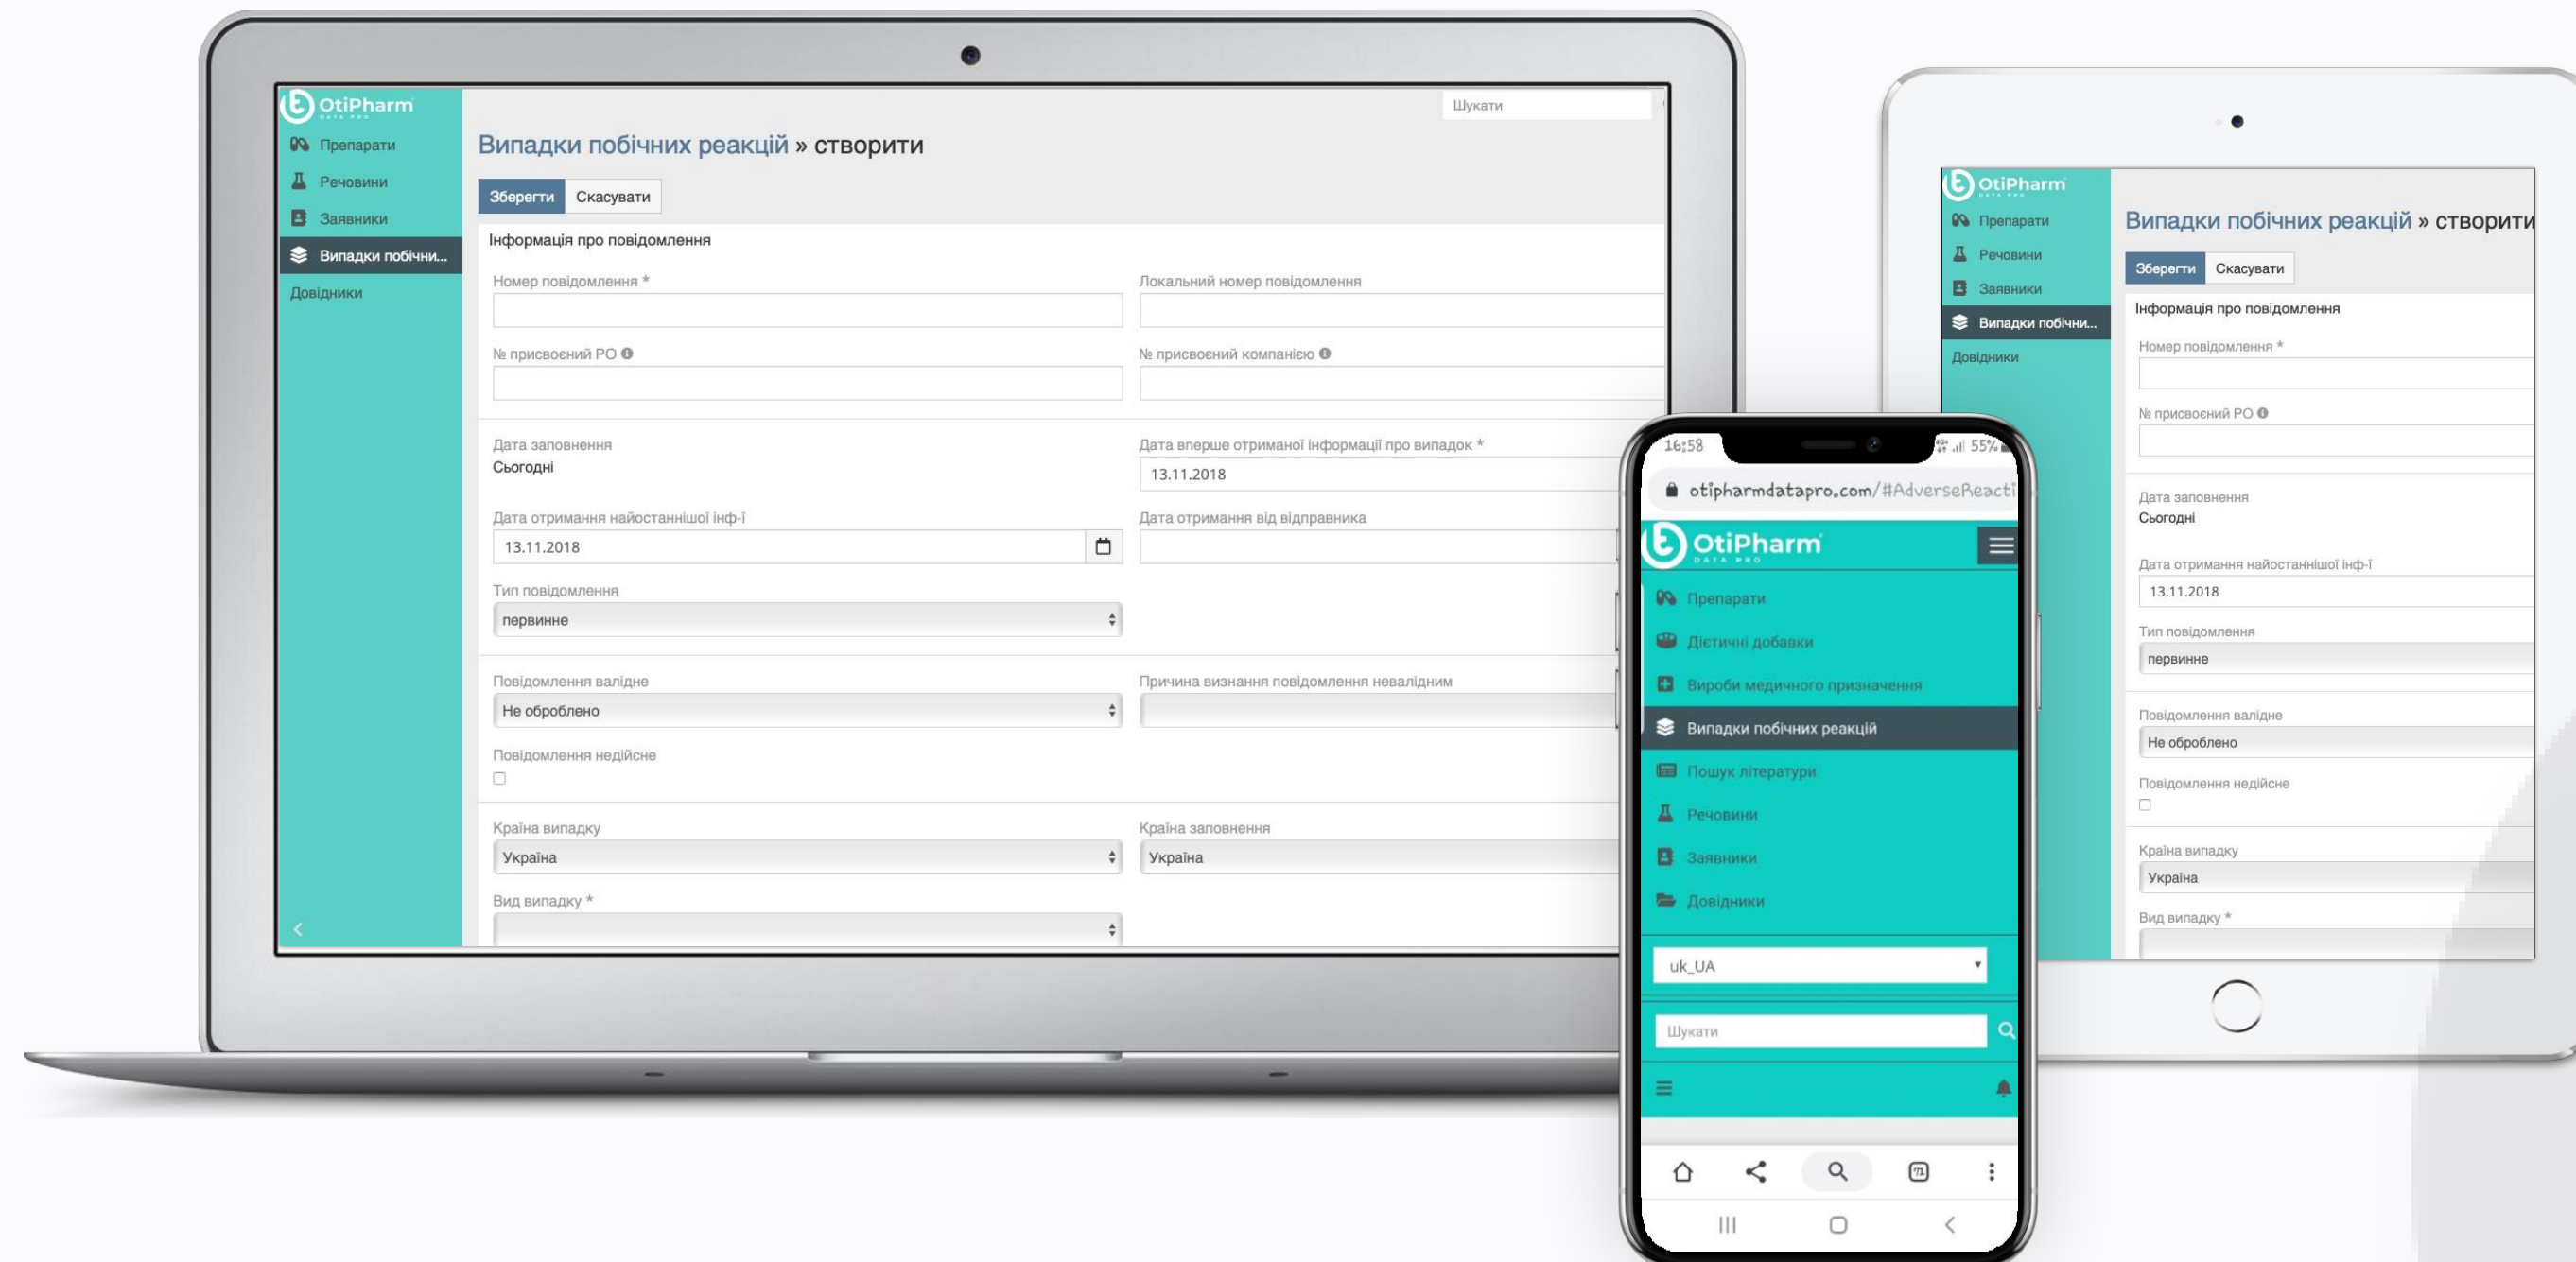 OtiPharm
DATA PRO
Препарати
Речовини
Заявники
Випадки побічни...
Довідники
Шукати
Випадки побічних реакцій » створити
Зберегти Скасувати
Інформація про повідомлення
Номер повідомлення * Локальний номер повідомлення
№ присвоєний РО № присвоєний компанією
Дата заповнення Дата вперше отриманої інформації про випадок *
Сьогодні 13.11.2018
Дата отримання найостаннішої інф-ї Дата отримання від відправника
13.11.2018
Тип повідомлення
первинне
Повідомлення валідне Причина визнання повідомлення невалідним
Не оброблено
Повідомлення недійсне
Країна випадку Країна заповнення
Україна Україна
Вид випадку *
16:58 55%
otipharmdatapro.com/#AdverseReacti
OtiPharm
DATA PRO
Препарати
Дієтичні добавки
Вироби медичного призначення
Випадки побічних реакцій
Пошук літератури
Речовини
Заявники
Довідники
uk_UA
Шукати
OtiPharm
DATA PRO
Препарати
Речовини
Заявники
Випадки побічни...
Довідники
Випадки побічних реакцій » створити
Зберегти Скасувати
Інформація про повідомлення
Номер повідомлення *
№ присвоєний РО
Дата заповнення
Сьогодні
Дата отримання найостаннішої інф-ї
13.11.2018
Тип повідомлення
первинне
Повідомлення валідне
Не оброблено
Повідомлення недійсне
Країна випадку
Україна
Вид випадку *